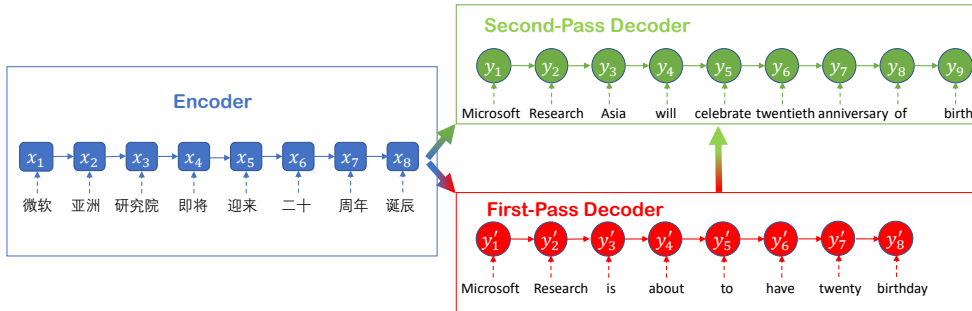 Encoder
x₁ x₂ x₃ x₄ x₅ x₆ x₇ x₈
微软 亚洲 研究院 即将 迎来 二十 周年 诞辰
Second-Pass Decoder
y₁ y₂ y₃ y₄ y₅ y₆ y₇ y₈ y₉
Microsoft Research Asia will celebrate twentieth anniversary of birth
First-Pass Decoder
y′₁ y′₂ y′₃ y′₄ y′₅ y′₆ y′₇ y′₈
Microsoft Research is about to have twenty birthday